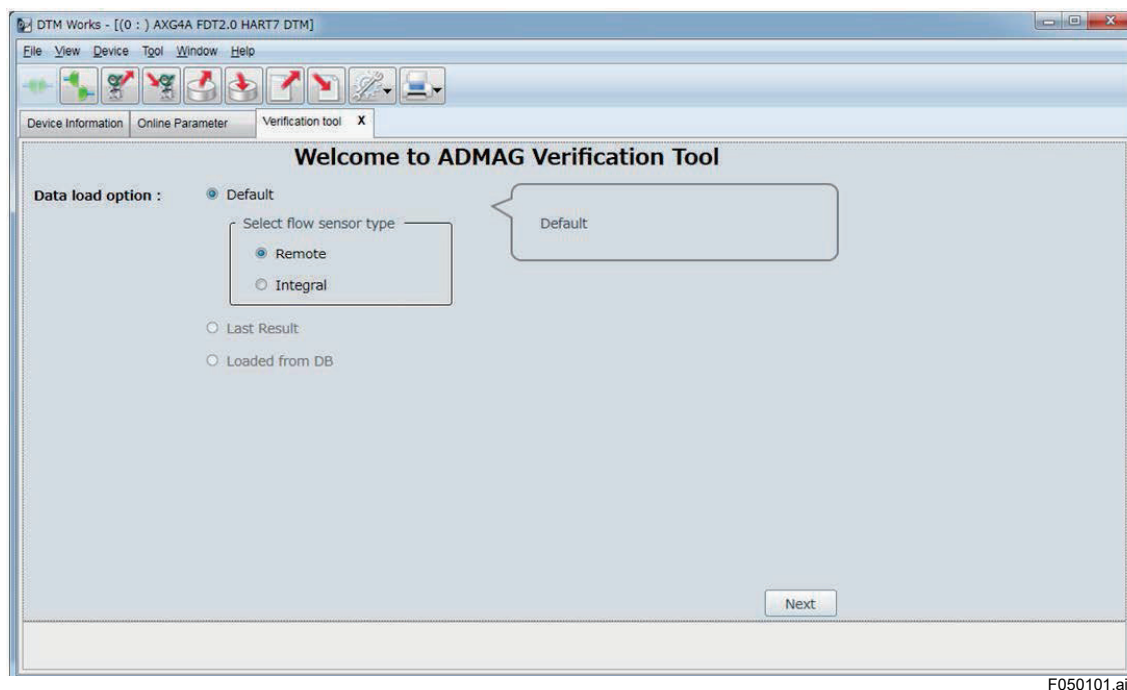 DTM Works - [(0 : ) AXG4A FDT2.0 HART7 DTM]
File View Device Tool Window Help
Device Information Online Parameter Verification tool X
Welcome to ADMAG Verification Tool
Data load option : Default
Default
Select flow sensor type
Remote
Integral
Last Result
Loaded from DB
Next
F050101.ai